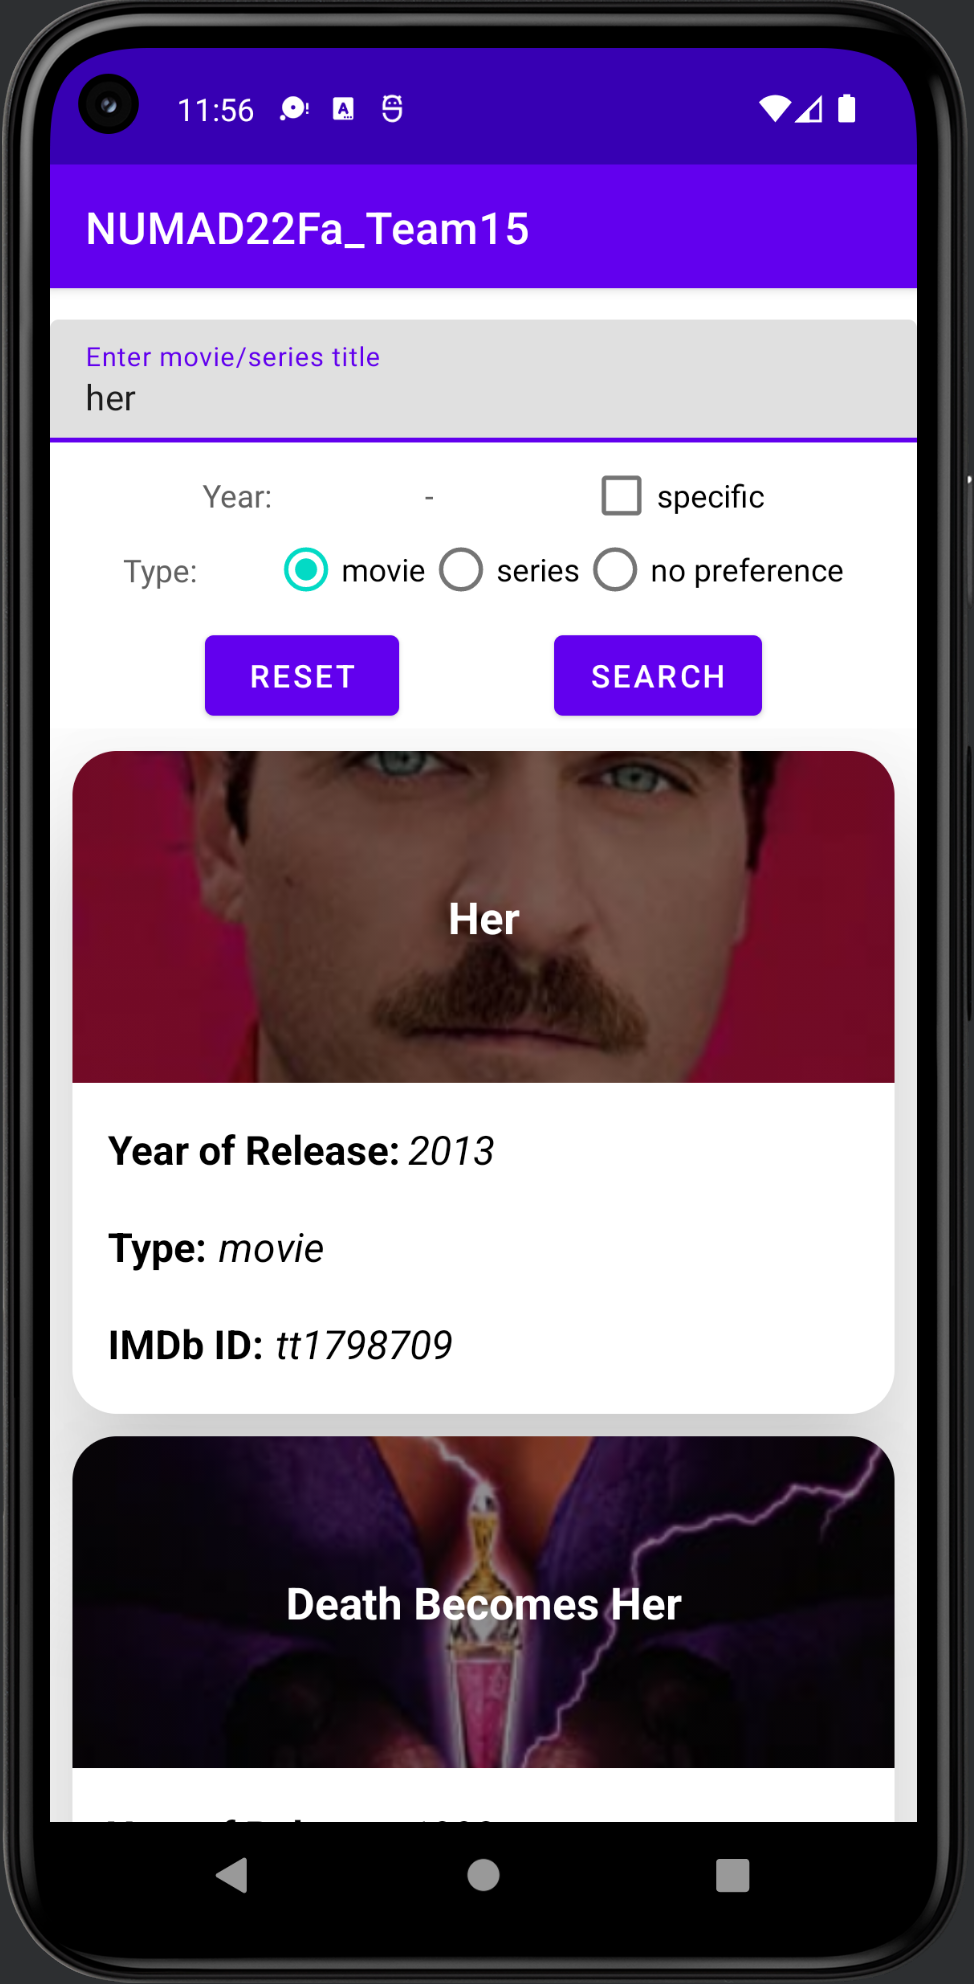 11:56
NUMAD22Fa_Team15
Enter movie/series title
her
Year: - specific
Type: movie series no preference
RESET SEARCH
Her
Year of Release: 2013
Type: movie
IMDb ID: tt1798709
Death Becomes Her